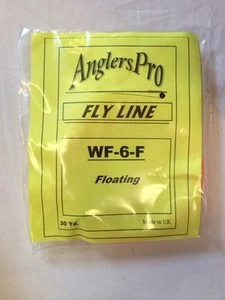 AnglersPro
FLY LINE
WF-6-F
Floating
30 Yds.
Made in UK